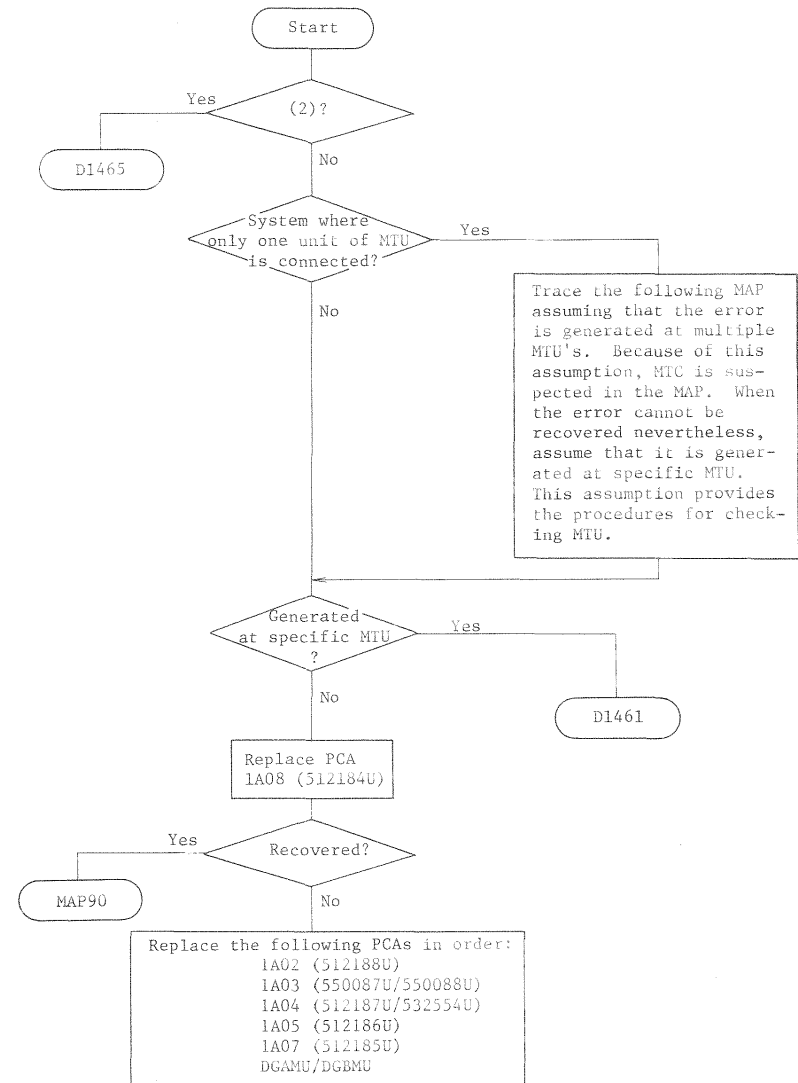 Start
(2)?
Yes
D1465
No
System where
only one unit of MTU
is connected?
Yes
No
Trace the following MAP
assuming that the error
is generated at multiple
MTU's. Because of this
assumption, MTC is sus-
pected in the MAP. When
the error cannot be
recovered nevertheless,
assume that it is gener-
ated at specific MTU.
This assumption provides
the procedures for check-
ing MTU.
Generated
at specific MTU
?
Yes
D1461
No
Replace PCA
1A08 (512184U)
Recovered?
Yes
MAP90
No
Replace the following PCAs in order:
1A02 (512188U)
1A03 (550087U/550088U)
1A04 (512187U/532554U)
1A05 (512186U)
1A07 (512185U)
DGAMU/DGBMU